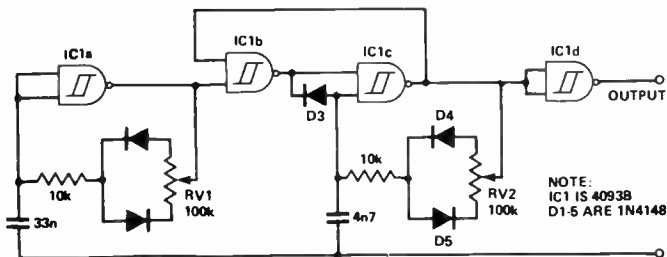 IC1a
IC1b
IC1c
IC1d
OUTPUT
D3
D4
10k
RV1
100k
33n
10k
RV2
100k
4n7
D5
NOTE:
IC1 IS 4093B
D1-5 ARE 1N4148